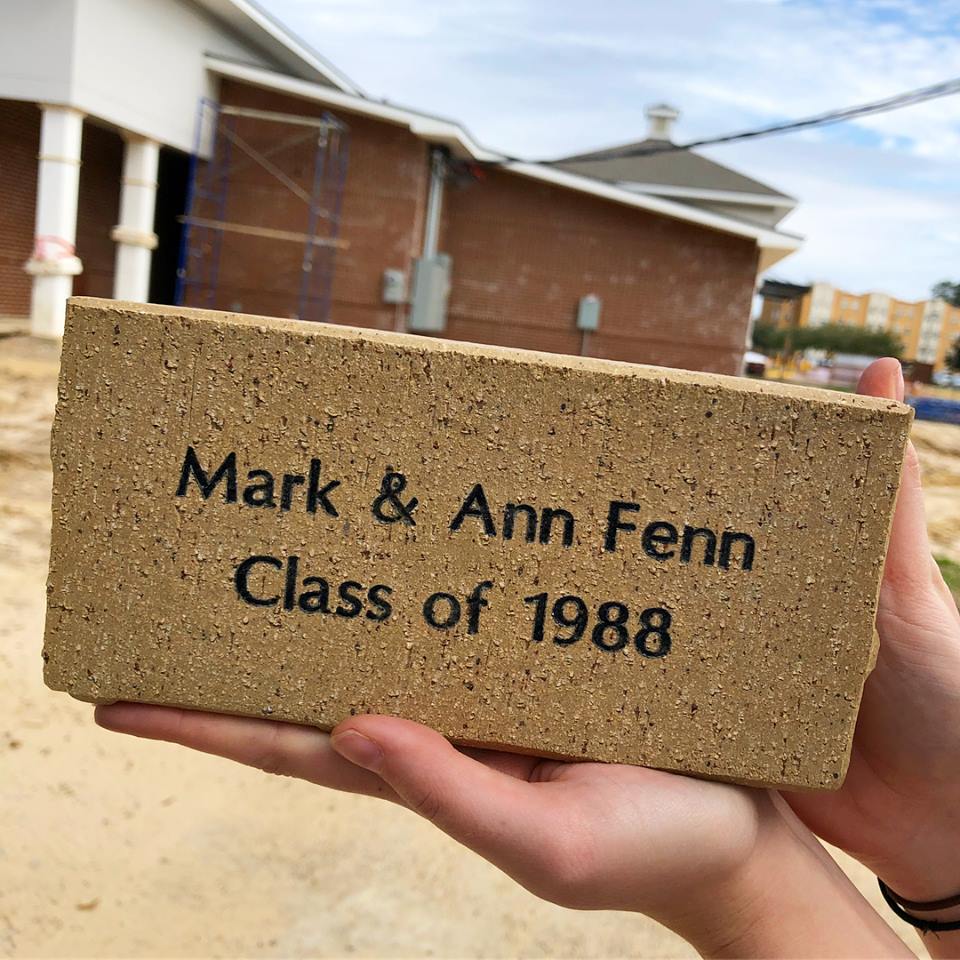 Mark & Ann Fenn
Class of 1988